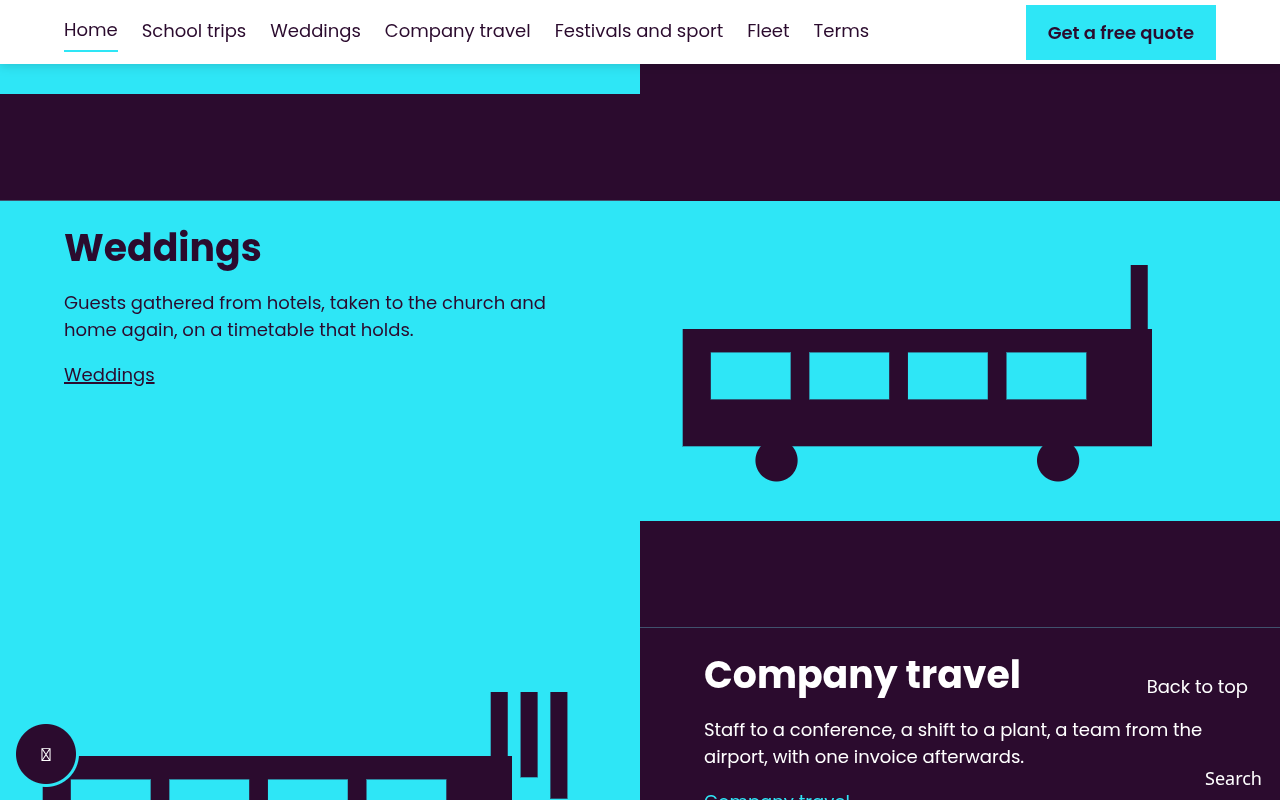 Home School trips Weddings Company travel Festivals and sport Fleet Terms Get a free quote
Weddings
Guests gathered from hotels, taken to the church and
home again, on a timetable that holds.
Weddings
Company travel
Back to top
Staff to a conference, a shift to a plant, a team from the
airport, with one invoice afterwards.
Search
Company travel